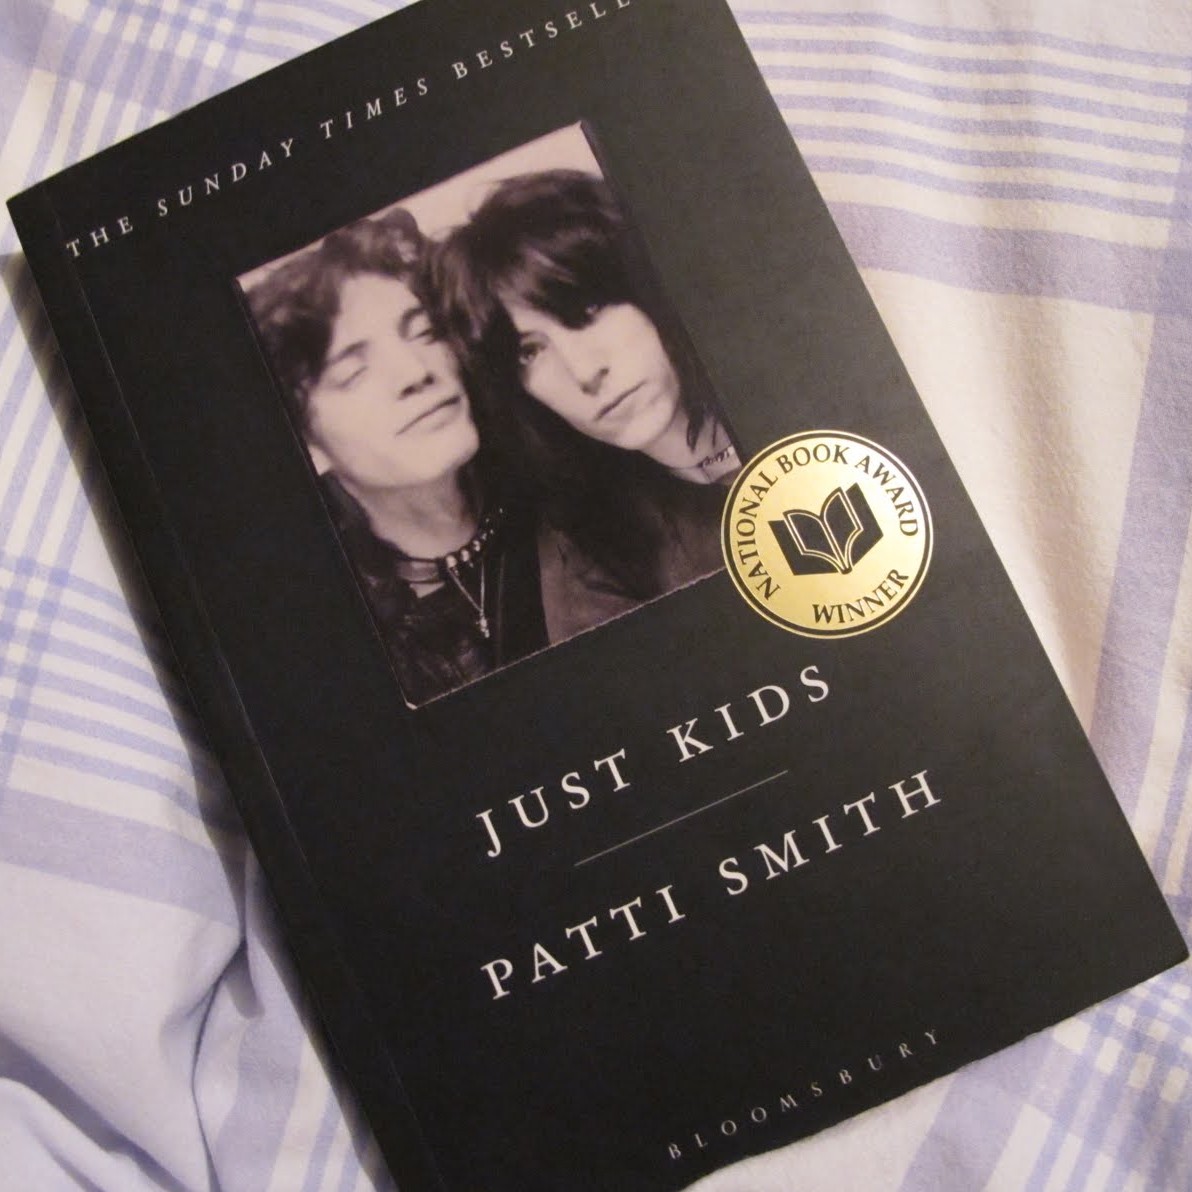 THE SUNDAY TIMES BESTSELL
NATIONAL BOOK AWARD
WINNER
JUST KIDS
PATTI SMITH
BLOOMSBURY